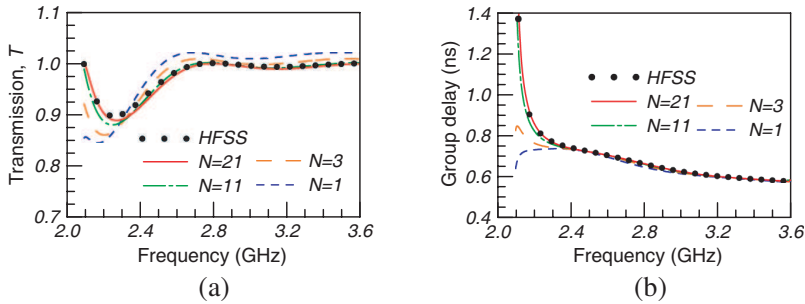 (a)
1.1
1.0
0.9
0.8
0.7
Transmission, T
HFSS
N=21
N=11
N=3
N=1
2.0
2.4
2.8
3.2
3.6
Frequency (GHz)
(a)
(b)
1.4
1.2
1.0
0.8
0.6
0.4
Group delay (ns)
HFSS
N=21
N=11
N=3
N=1
2.0
2.4
2.8
3.2
3.6
Frequency (GHz)
(b)